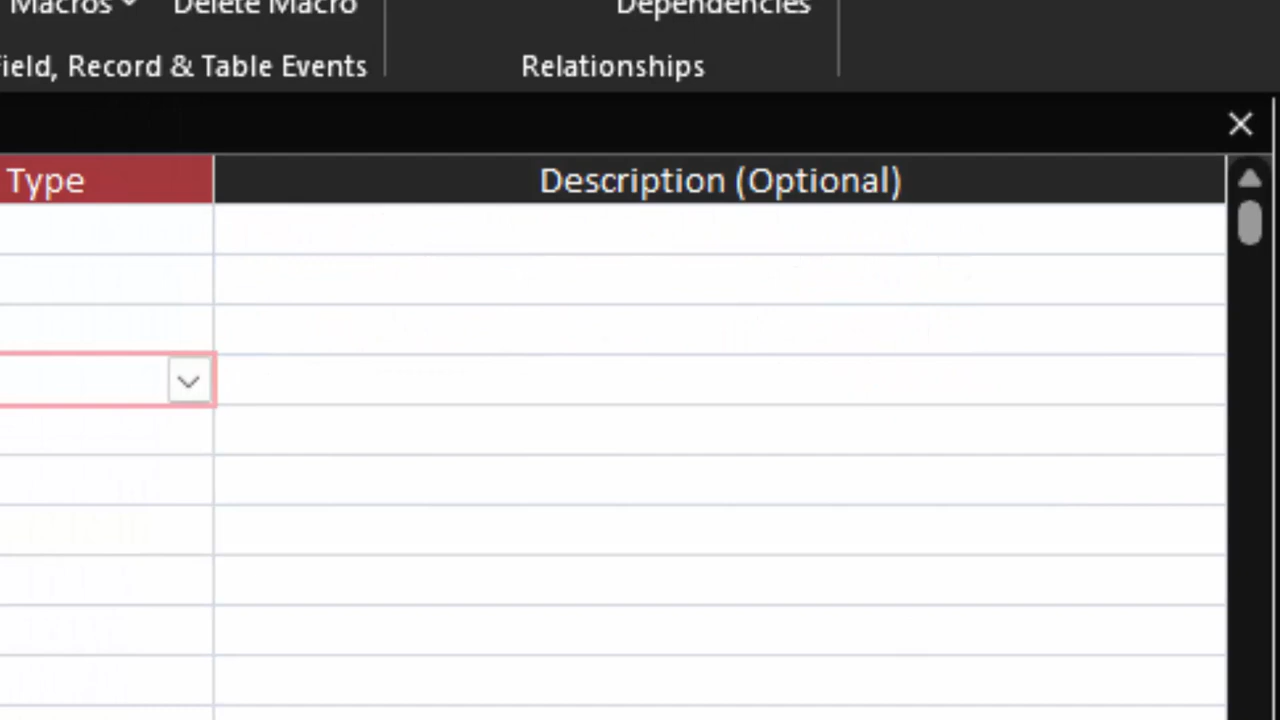 Macros Delete Macro Dependencies
Field, Record & Table Events Relationships
Type Description (Optional)